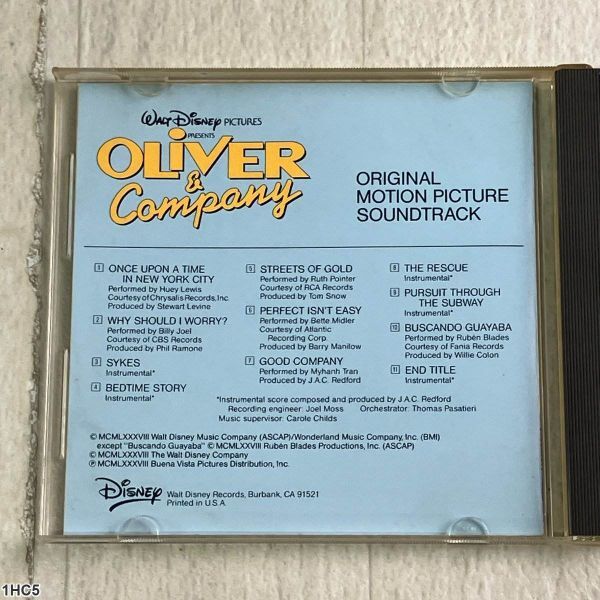 WALT DISNEY PICTURES
PRESENTS
OLIVER
& Company
ORIGINAL
MOTION PICTURE
SOUNDTRACK
1 ONCE UPON A TIME
IN NEW YORK CITY
Performed by Huey Lewis
Courtesy of Chrysalis Records, Inc.
Produced by Stewart Levine
2 WHY SHOULD I WORRY?
Performed by Billy Joel
Courtesy of CBS Records
Produced by Phil Ramone
3 SYKES
Instrumental*
4 BEDTIME STORY
Instrumental*
5 STREETS OF GOLD
Performed by Ruth Pointer
Courtesy of RCA Records
Produced by Tom Snow
6 PERFECT ISN'T EASY
Performed by Bette Midler
Courtesy of Atlantic
Recording Corp.
Produced by Barry Manilow
7 GOOD COMPANY
Performed by Myhanh Tran
Produced by J.A.C. Redford
8 THE RESCUE
Instrumental*
9 PURSUIT THROUGH
THE SUBWAY
Instrumental*
10 BUSCANDO GUAYABA
Performed by Rubén Blades
Courtesy of Fania Records
Produced by Willie Colon
11 END TITLE
Instrumental*
*Instrumental score composed and produced by J.A.C. Redford
Recording engineer: Joel Moss Orchestrator: Thomas Pasatieri
Music supervisor: Carole Childs
© MCMLXXXVIII Walt Disney Music Company (ASCAP)/Wonderland Music Company, Inc. (BMI)
except "Buscando Guayaba" © MCMLXXVIII Rubén Blades Productions, Inc. (ASCAP)
© MCMLXXXVIII The Walt Disney Company
℗ MCMLXXXVIII Buena Vista Pictures Distribution, Inc.
DISNEY
Walt Disney Records, Burbank, CA 91521
Printed in U.S.A.
1HC5